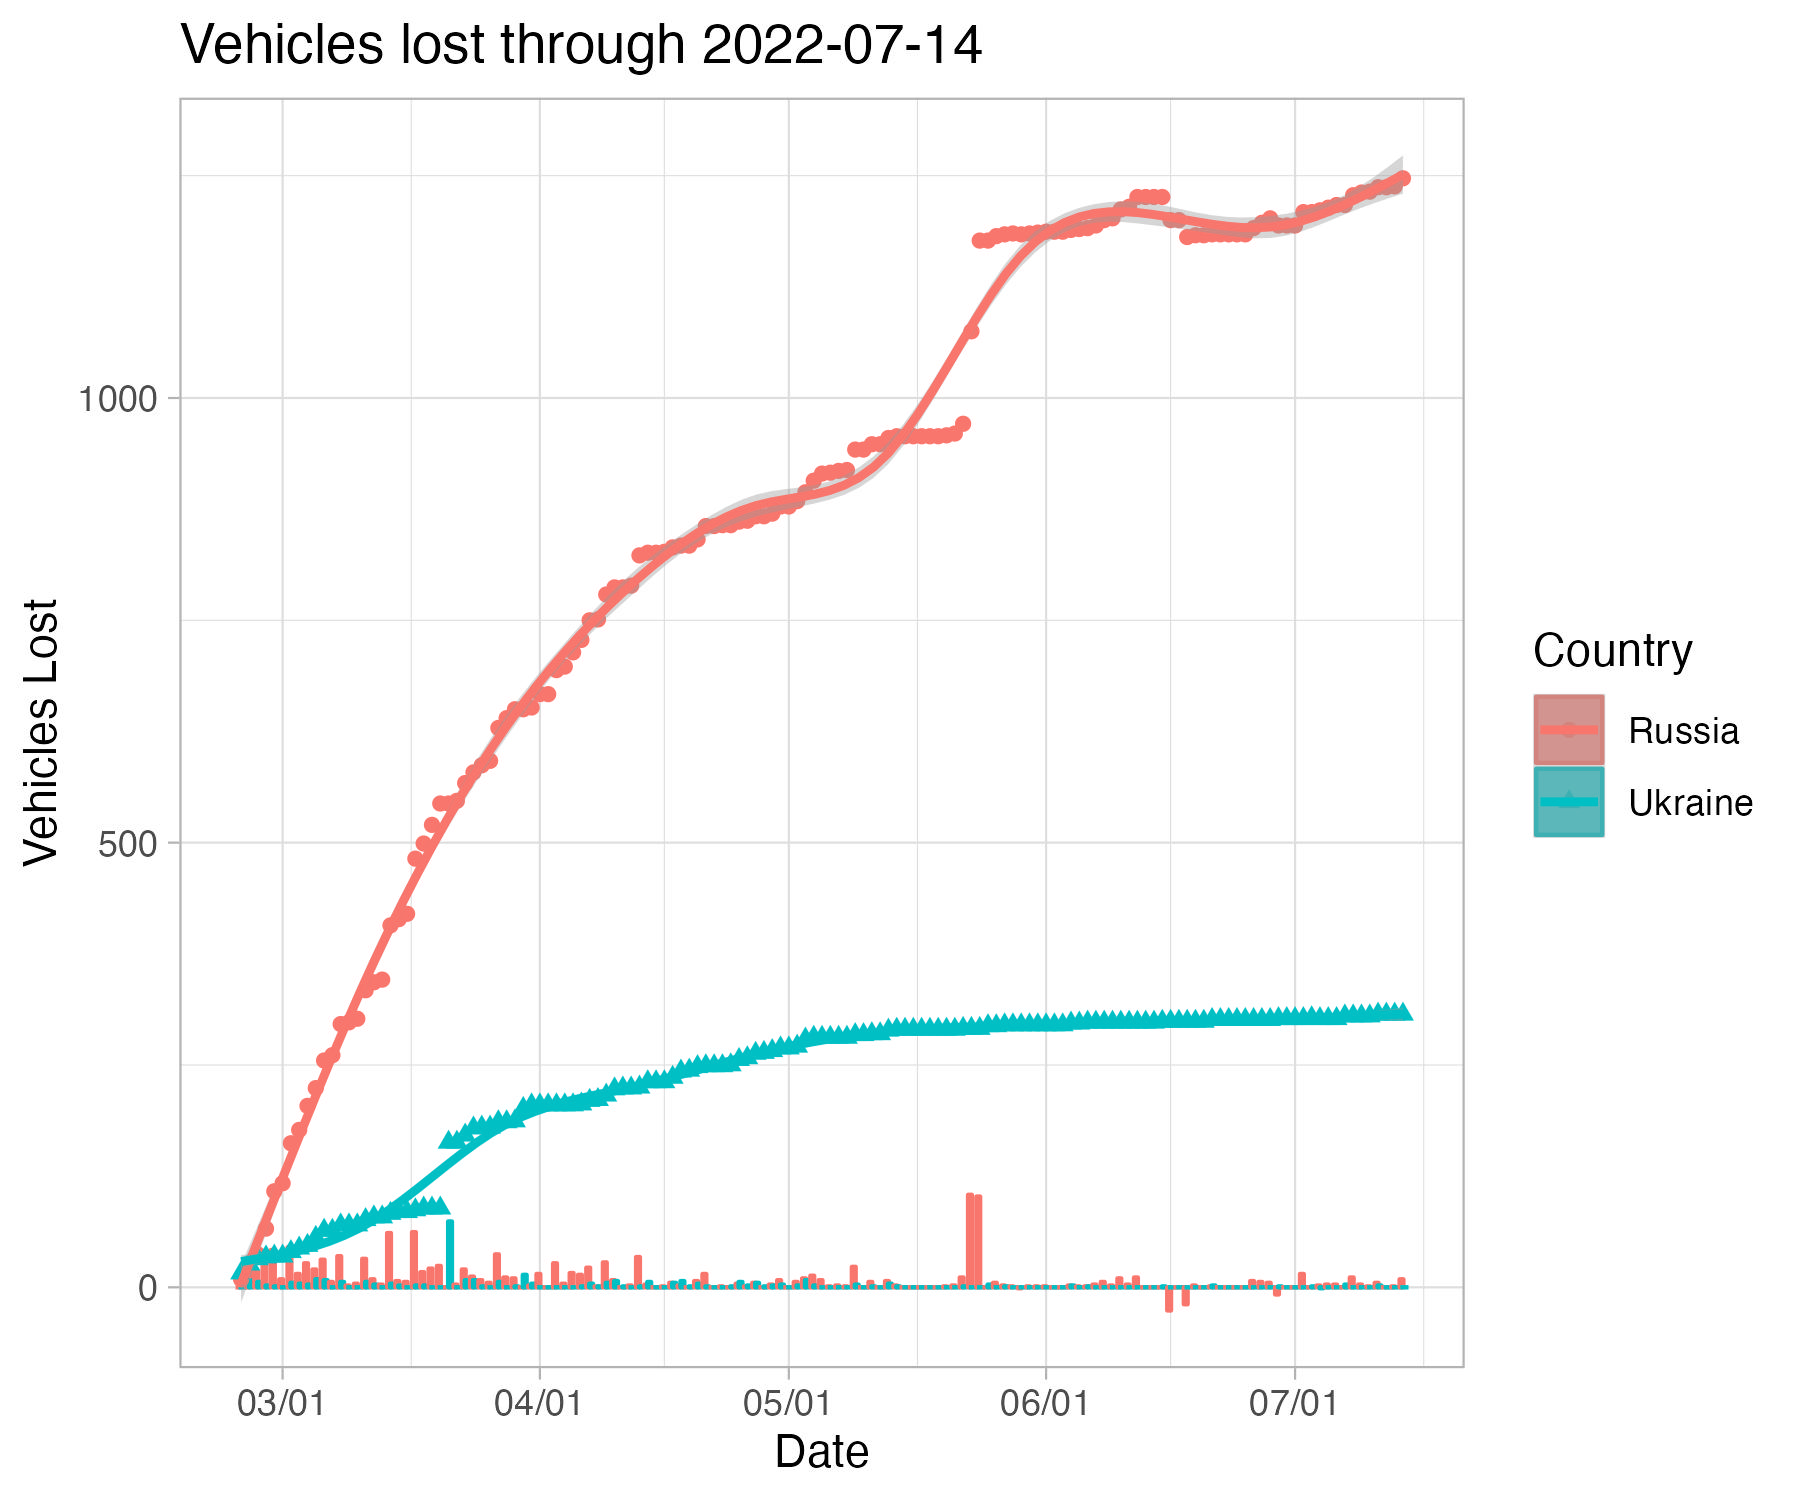 Vehicles lost through 2022-07-14
Vehicles Lost
1000
500
0
03/01
04/01
05/01
06/01
07/01
Date
Country
Russia
Ukraine